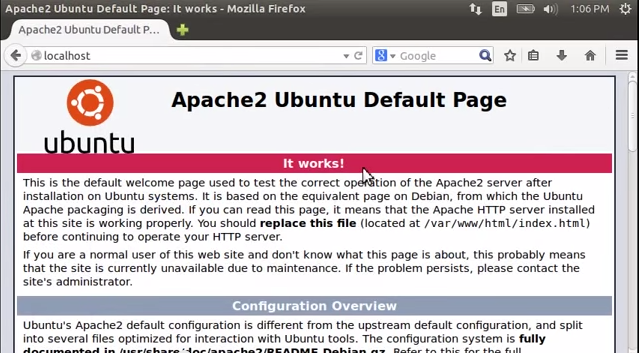 Apache2 Ubuntu Default Page: It works - Mozilla Firefox
En
1:06 PM
Apache2 Ubuntu Default P...
localhost
Google
Apache2 Ubuntu Default Page
ubuntu
It works!
This is the default welcome page used to test the correct operation of the Apache2 server after
installation on Ubuntu systems. It is based on the equivalent page on Debian, from which the Ubuntu
Apache packaging is derived. If you can read this page, it means that the Apache HTTP server installed
at this site is working properly. You should replace this file (located at /var/www/html/index.html)
before continuing to operate your HTTP server.
If you are a normal user of this web site and don't know what this page is about, this probably means
that the site is currently unavailable due to maintenance. If the problem persists, please contact the
site's administrator.
Configuration Overview
Ubuntu's Apache2 default configuration is different from the upstream default configuration, and split
into several files optimized for interaction with Ubuntu tools. The configuration system is fully
documented in /usr/share/doc/apache2/README.Debian.gz. Refer to this for the full